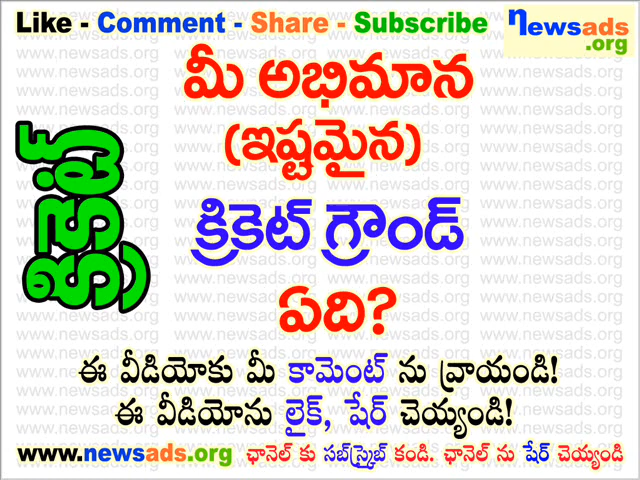 Like - Comment - Share - Subscribe
newsads
.org
మీ అభిమాన
(ఇష్టమైన)
క్రికెట్ గ్రౌండ్
ఏది?
క్రికెట్
ఈ వీడియోకు మీ కామెంట్ ను వ్రాయండి!
ఈ వీడియోను లైక్, షేర్ చెయ్యండి!
www.newsads.org ఛానెల్ కు సబ్‌స్క్రైబ్ కండి. ఛానెల్ ను షేర్ చెయ్యండి